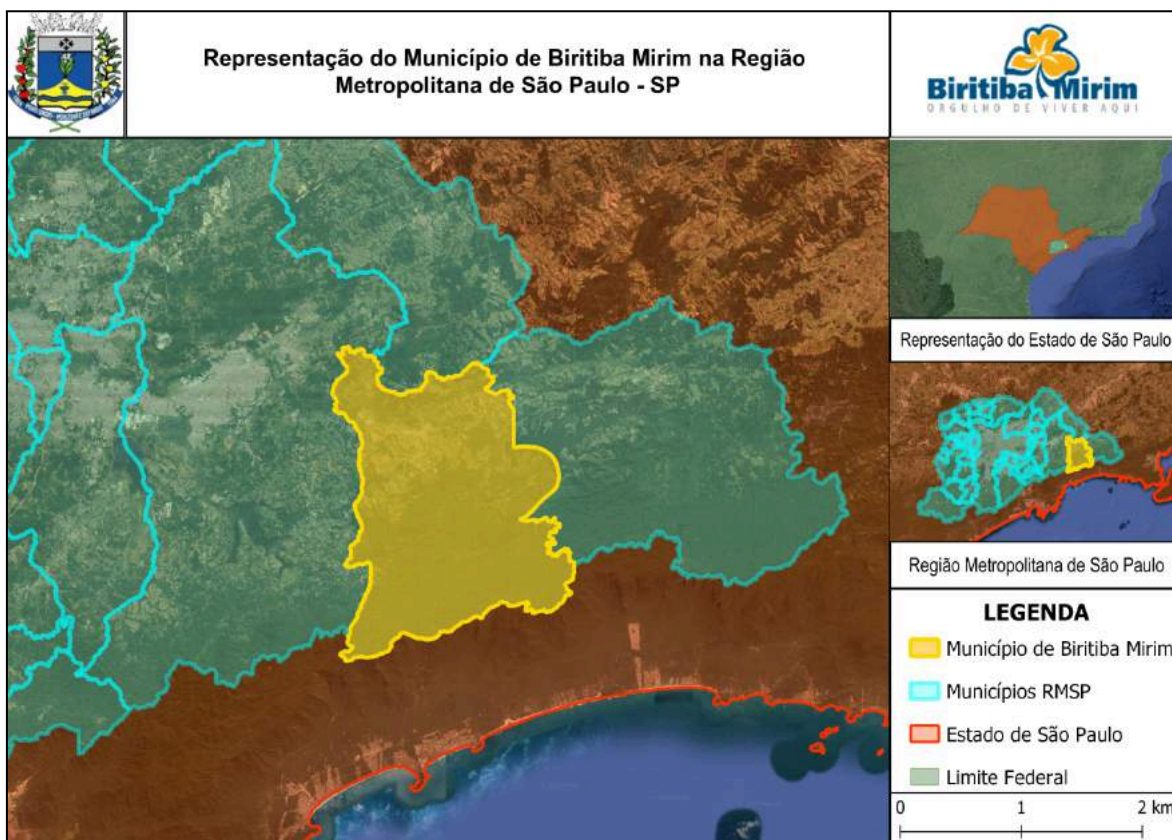 Representação do Município de Biritiba Mirim na Região
Metropolitana de São Paulo - SP
Biritiba Mirim
ORGULHO DE VIVER AQUI
Representação do Estado de São Paulo
Região Metropolitana de São Paulo
LEGENDA
Município de Biritiba Mirim
Municípios RMSP
Estado de São Paulo
Limite Federal
0 1 2 km